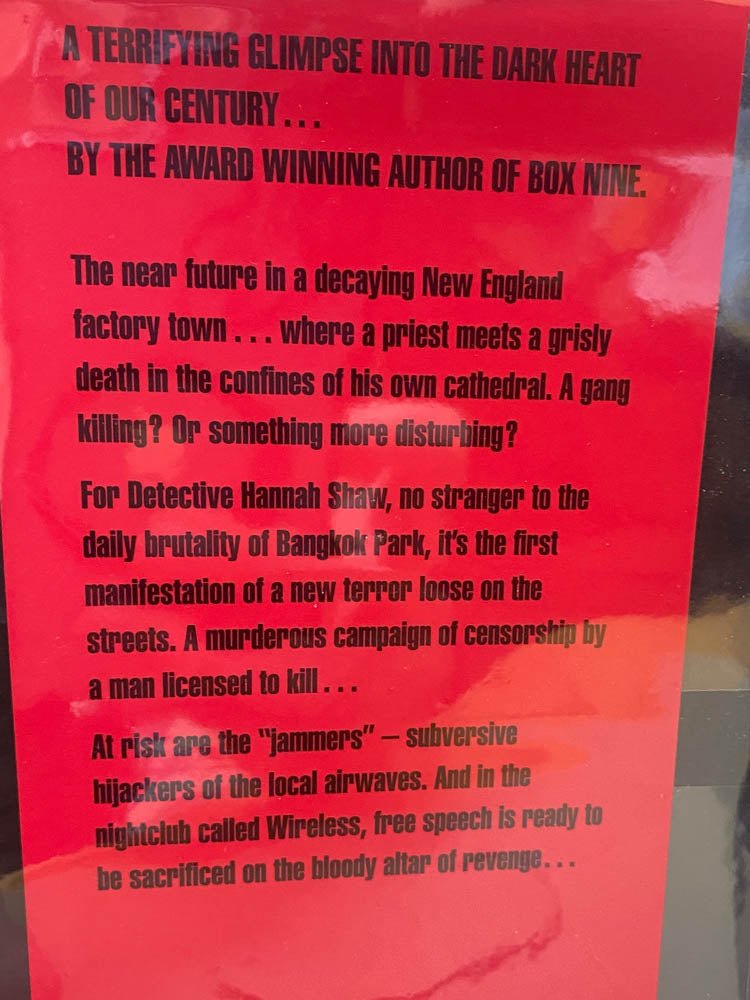 A TERRIFYING GLIMPSE INTO THE DARK HEART
OF OUR CENTURY . . .
BY THE AWARD WINNING AUTHOR OF BOX NINE.
The near future in a decaying New England
factory town . . . where a priest meets a grisly
death in the confines of his own cathedral. A gang
killing? Or something more disturbing?
For Detective Hannah Shaw, no stranger to the
daily brutality of Bangkok Park, it's the first
manifestation of a new terror loose on the
streets. A murderous campaign of censorship by
a man licensed to kill . . .
At risk are the "jammers" – subversive
hijackers of the local airwaves. And in the
nightclub called Wireless, free speech is ready to
be sacrificed on the bloody altar of revenge. . .